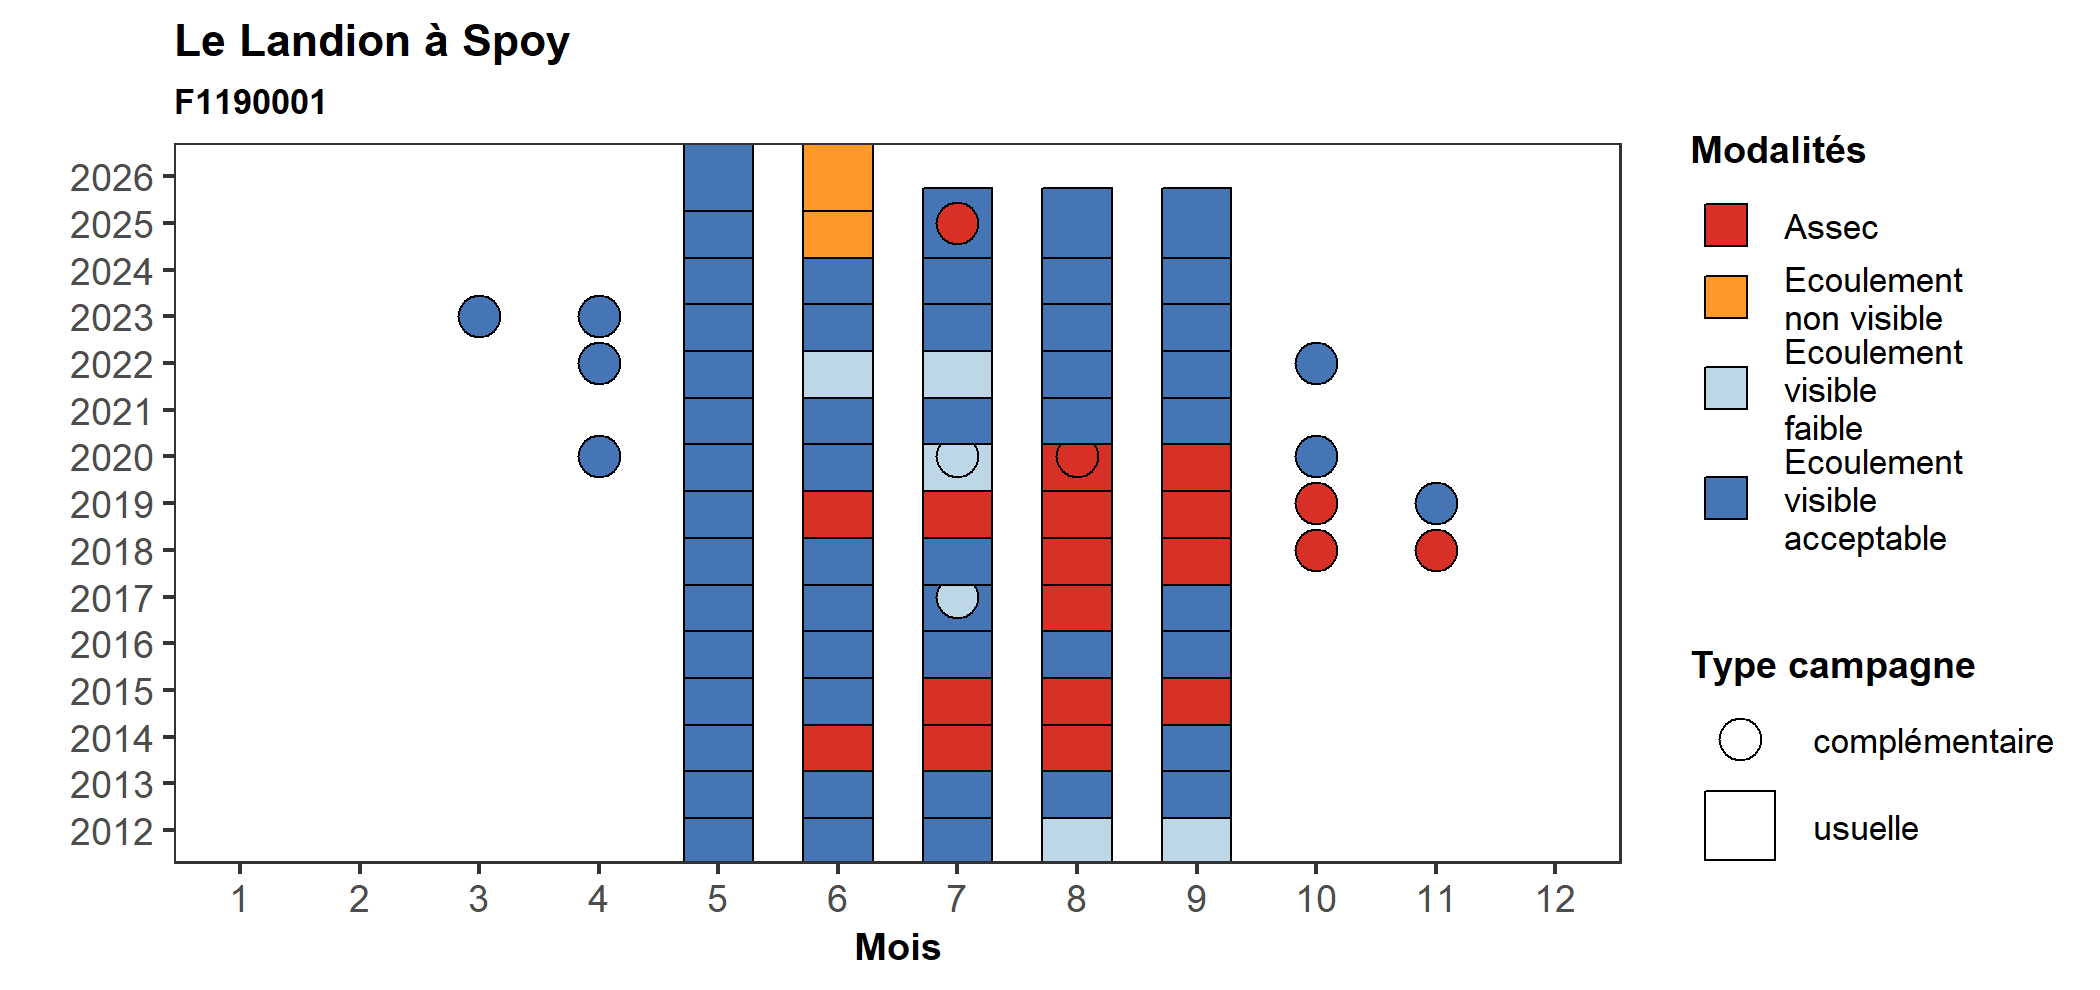 Le Landion à Spoy
F1190001
2026
2025
2024
2023
2022
2021
2020
2019
2018
2017
2016
2015
2014
2013
2012
1 2 3 4 5 6 7 8 9 10 11 12
Mois
Modalités
Assec
Ecoulement
non visible
Ecoulement
visible
faible
Ecoulement
visible
acceptable
Type campagne
complémentaire
usuelle